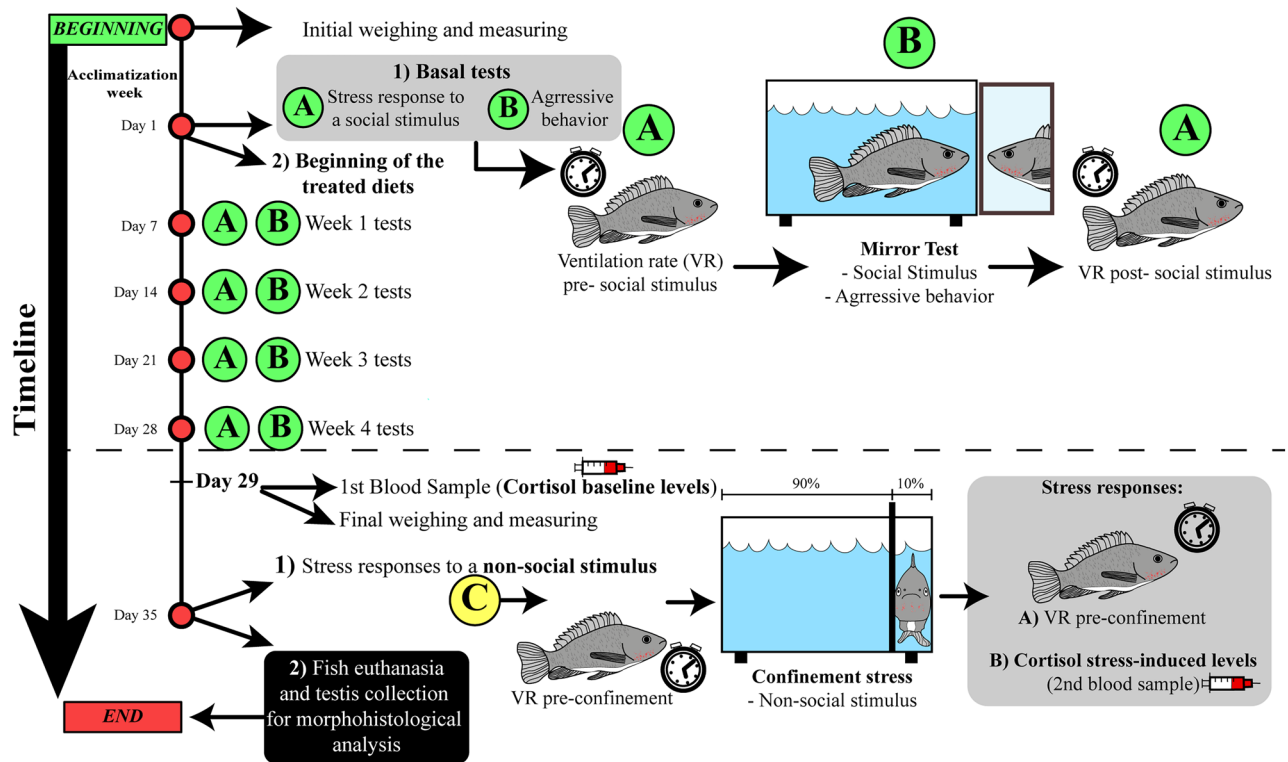 BEGINNING
Initial weighing and measuring
Acclimatization
week
1) Basal tests
A
Stress response to
a social stimulus
B
Agrressive
behavior
Day 1
2) Beginning of the
treated diets
A
Ventilation rate (VR)
pre- social stimulus
B
Mirror Test
- Social Stimulus
- Agrressive behavior
A
VR post- social stimulus
Day 7
A
B
Week 1 tests
Day 14
A
B
Week 2 tests
Day 21
A
B
Week 3 tests
Day 28
A
B
Week 4 tests
Timeline
Day 29
1st Blood Sample (Cortisol baseline levels)
Final weighing and measuring
Day 35
1) Stress responses to a non-social stimulus
C
VR pre-confinement
90%
10%
Confinement stress
- Non-social stimulus
Stress responses:
A) VR pre-confinement
B) Cortisol stress-induced levels
(2nd blood sample)
2) Fish euthanasia
and testis collection
for morphohistological
analysis
END